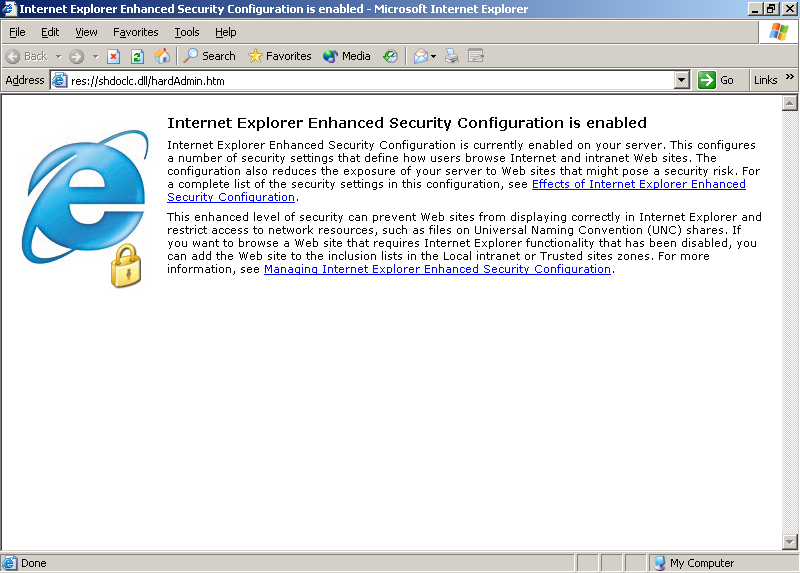 Internet Explorer Enhanced Security Configuration is enabled - Microsoft Internet Explorer
File Edit View Favorites Tools Help
Back Search Favorites Media
Address res://shdoclc.dll/hardAdmin.htm Go Links »
Internet Explorer Enhanced Security Configuration is enabled
Internet Explorer Enhanced Security Configuration is currently enabled on your server. This configures
a number of security settings that define how users browse Internet and intranet Web sites. The
configuration also reduces the exposure of your server to Web sites that might pose a security risk. For
a complete list of the security settings in this configuration, see Effects of Internet Explorer Enhanced
Security Configuration.
This enhanced level of security can prevent Web sites from displaying correctly in Internet Explorer and
restrict access to network resources, such as files on Universal Naming Convention (UNC) shares. If
you want to browse a Web site that requires Internet Explorer functionality that has been disabled, you
can add the Web site to the inclusion lists in the Local intranet or Trusted sites zones. For more
information, see Managing Internet Explorer Enhanced Security Configuration.
Done My Computer